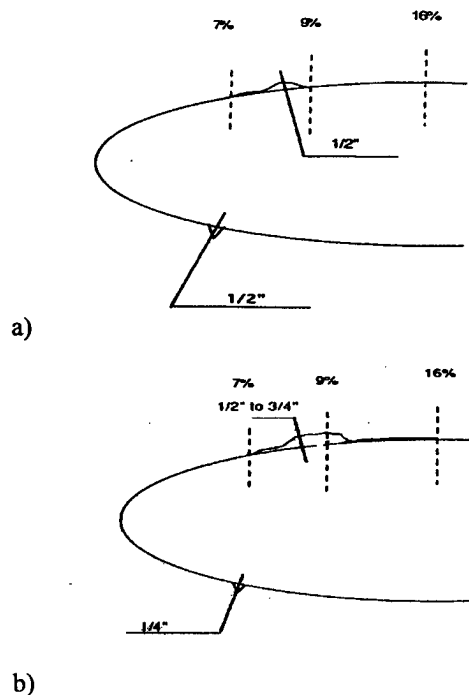 7% 9% 16%
1/2"
1/2"
a)
7% 9% 16%
1/2" to 3/4"
1/4"
b)